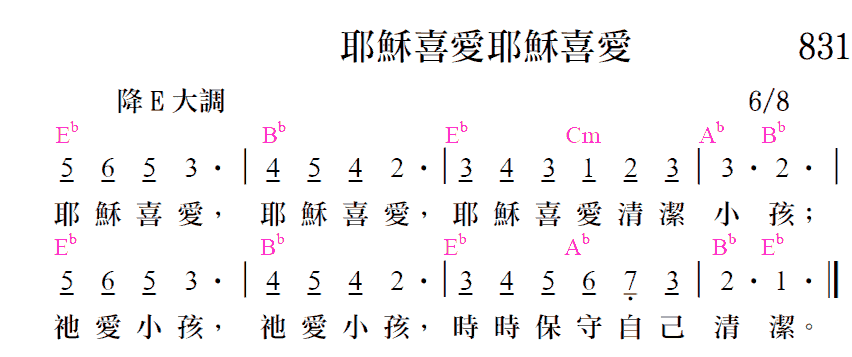 耶穌喜愛耶穌喜愛 831
降 E 大調 6/8
E♭ B♭ E♭ Cm A♭ B♭
5 6 5 3 · | 4 5 4 2 · | 3 4 3 1 2 3 | 3 · 2 · |
耶 穌 喜 愛， 耶 穌 喜 愛， 耶 穌 喜 愛 清 潔 小 孩；
E♭ B♭ E♭ A♭ B♭ E♭
5 6 5 3 · | 4 5 4 2 · | 3 4 5 6 7̣ 3 | 2 · 1 · ‖
祂 愛 小 孩， 祂 愛 小 孩， 時 時 保 守 自 己 清 潔。